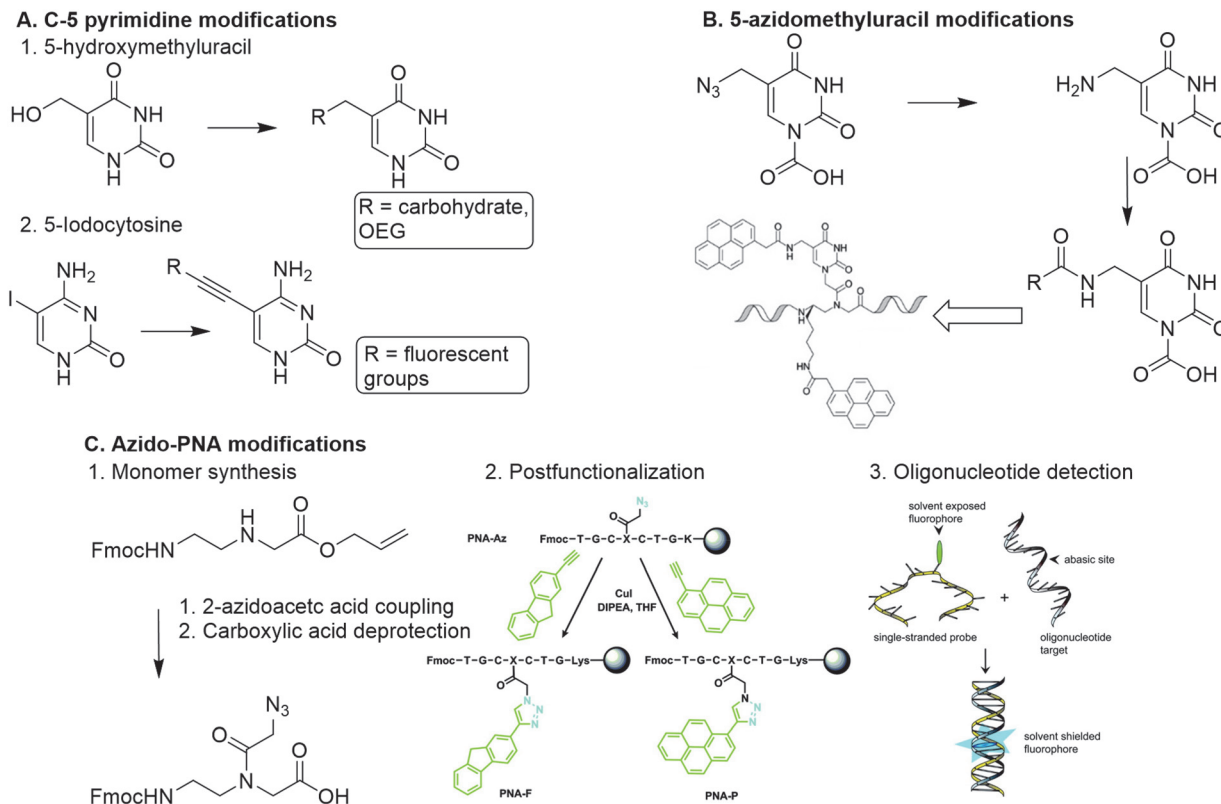 A. C-5 pyrimidine modifications
1. 5-hydroxymethyluracil
HO
O
NH
N
H
O
R
O
NH
N
H
O
R = carbohydrate,
OEG
2. 5-Iodocytosine
I
NH2
N
N
H
O
R
NH2
N
N
H
O
R = fluorescent
groups
B. 5-azidomethyluracil modifications
N3
O
NH
N
O
O
OH
H2N
O
NH
N
O
O
OH
O
R
N
H
O
NH
N
O
O
OH
O
NH
O
NH
N
O
O
N
O
N
H
NH
O
C. Azido-PNA modifications
1. Monomer synthesis
FmocHN
H
N
O
O
1. 2-azidoacetc acid coupling
2. Carboxylic acid deprotection
N3
O
O
FmocHN
N
OH
2. Postfunctionalization
N3
O
PNA-Az
Fmoc–T–G–C–X–C–T–G–K
CuI
DIPEA, THF
Fmoc–T–G–C–X–C–T–G–Lys
O
N
N
N
PNA-F
Fmoc–T–G–C–X–C–T–G–Lys
O
N
N
N
PNA-P
3. Oligonucleotide detection
solvent exposed
fluorophore
abasic site
+
single-stranded probe
oligonucleotide
target
solvent shielded
fluorophore